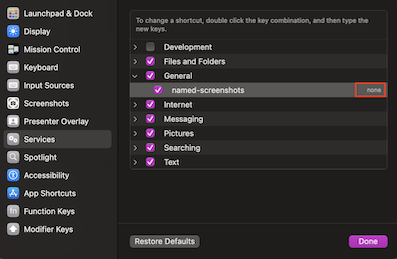 Launchpad & Dock
Display
Mission Control
Keyboard
Input Sources
Screenshots
Presenter Overlay
Services
Spotlight
Accessibility
App Shortcuts
fn Function Keys
Modifier Keys
To change a shortcut, double click the key combination, and then type the
new keys.
Development
Files and Folders
General
named-screenshots none
Internet
Messaging
Pictures
Searching
Text
Restore Defaults Done